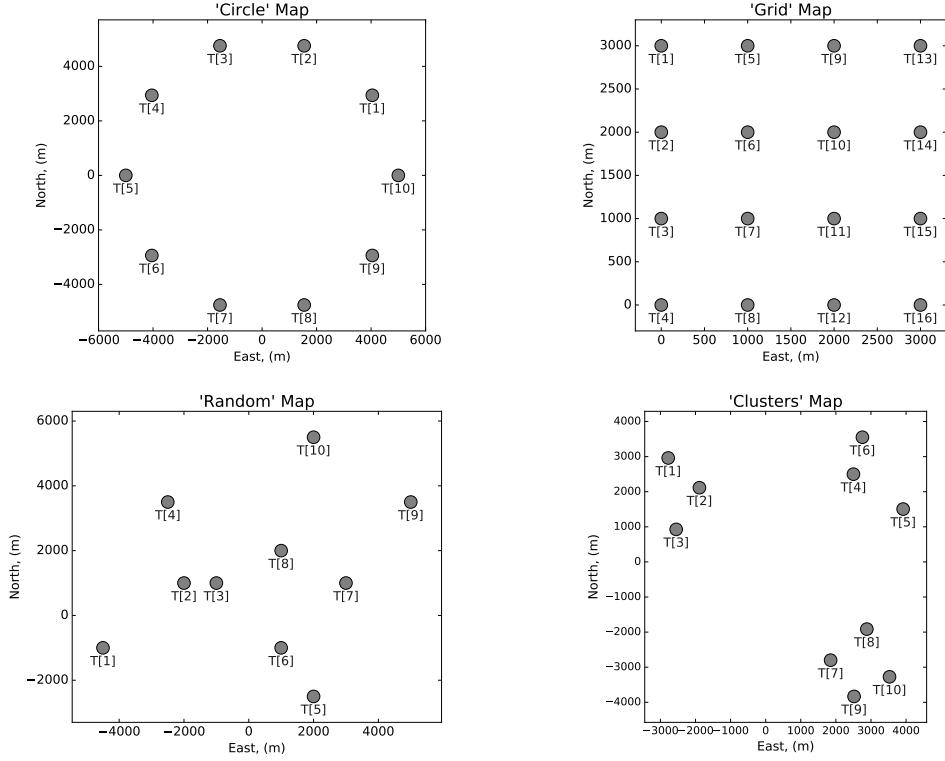 'Circle' Map
4000
2000
0
−2000
−4000
North, (m)
T[3]
T[2]
T[4]
T[1]
T[5]
T[10]
T[6]
T[9]
T[7]
T[8]
−6000 −4000 −2000 0 2000 4000 6000
East, (m)
'Grid' Map
3000
2500
2000
1500
1000
500
0
North, (m)
T[1] T[5] T[9] T[13]
T[2] T[6] T[10] T[14]
T[3] T[7] T[11] T[15]
T[4] T[8] T[12] T[16]
0 500 1000 1500 2000 2500 3000
East, (m)
'Random' Map
6000
4000
2000
0
−2000
North, (m)
T[10]
T[4]
T[9]
T[8]
T[2] T[3]
T[7]
T[1]
T[6]
T[5]
−4000 −2000 0 2000 4000
East, (m)
'Clusters' Map
4000
3000
2000
1000
0
−1000
−2000
−3000
−4000
North, (m)
T[6]
T[1]
T[4]
T[2]
T[5]
T[3]
T[8]
T[7]
T[10]
T[9]
−3000 −2000 −1000 0 1000 2000 3000 4000
East, (m)